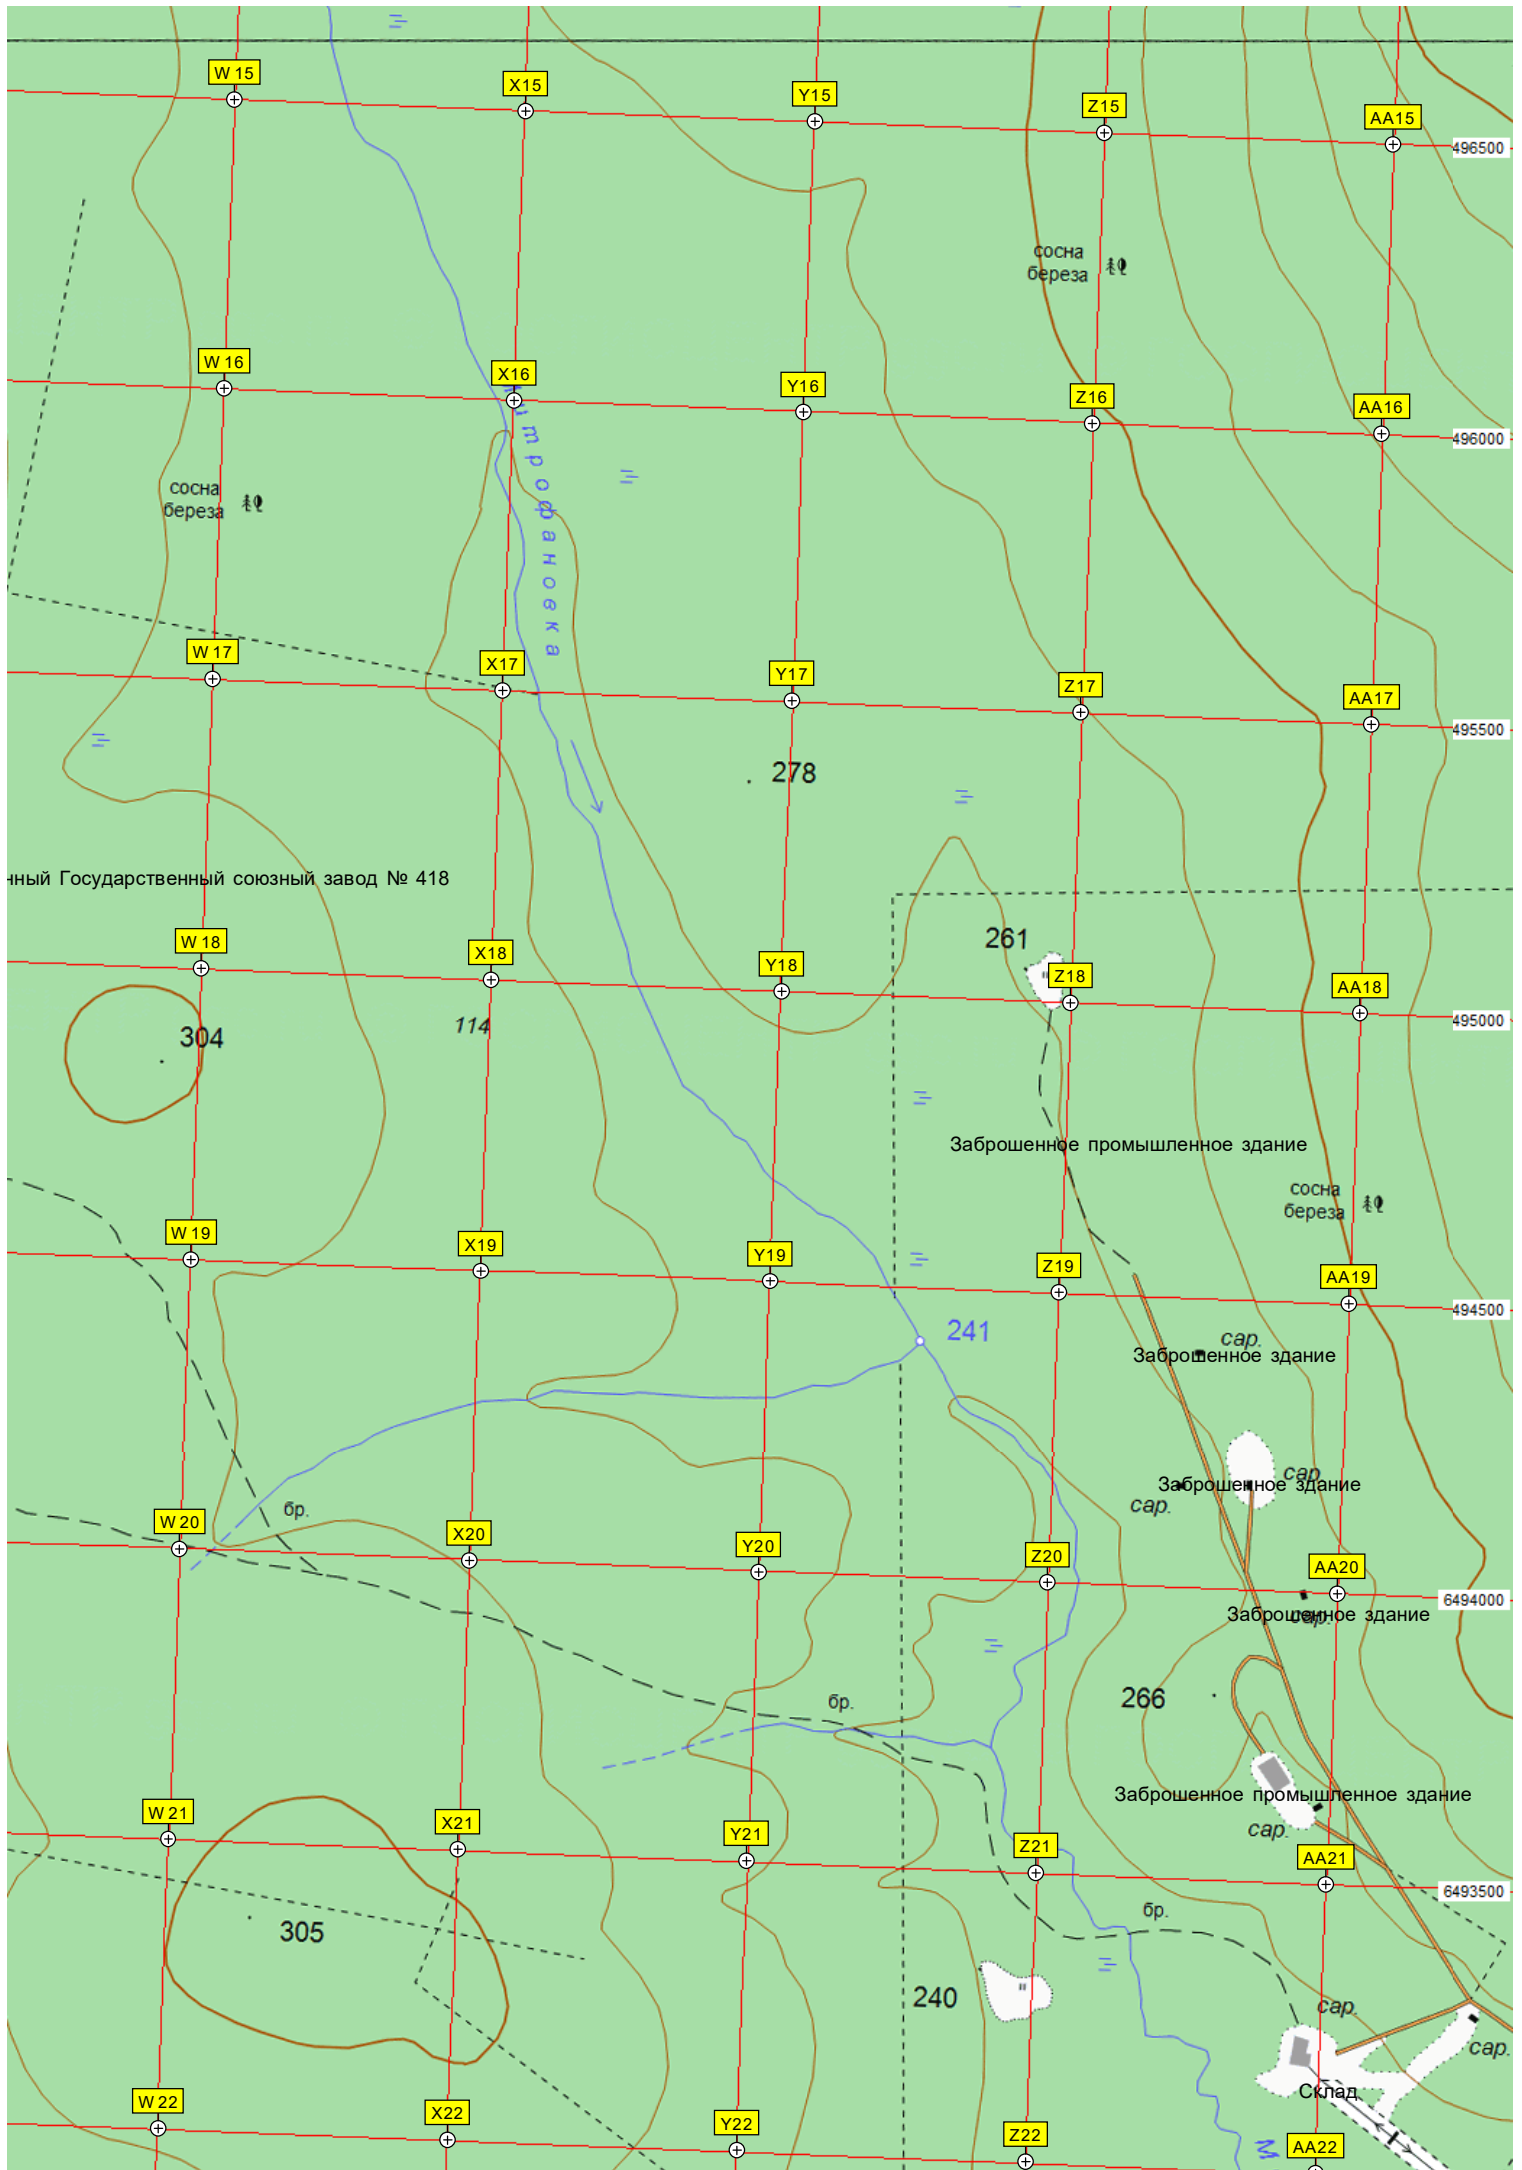 W 15
X15
Y15
Z15
AA15
496500
сосна
береза
W 16
X16
Y16
Z16
AA16
496000
сосна
береза
итрофановка
W 17
X17
Y17
Z17
AA17
495500
278
нный Государственный союзный завод № 418
261
W 18
X18
Y18
Z18
AA18
495000
304
114
Заброшенное промышленное здание
сосна
береза
W 19
X19
Y19
Z19
AA19
494500
241
сар.
Заброшенное здание
сар.
Заброшенное здание
сар.
бр.
W 20
X20
Y20
Z20
AA20
6494000
Заброшенное здание
сар.
266
бр.
Заброшенное промышленное здание
сар.
W 21
X21
Y21
Z21
AA21
6493500
бр.
305
240
сар.
сар.
Склад
W 22
X22
Y22
Z22
AA22
М